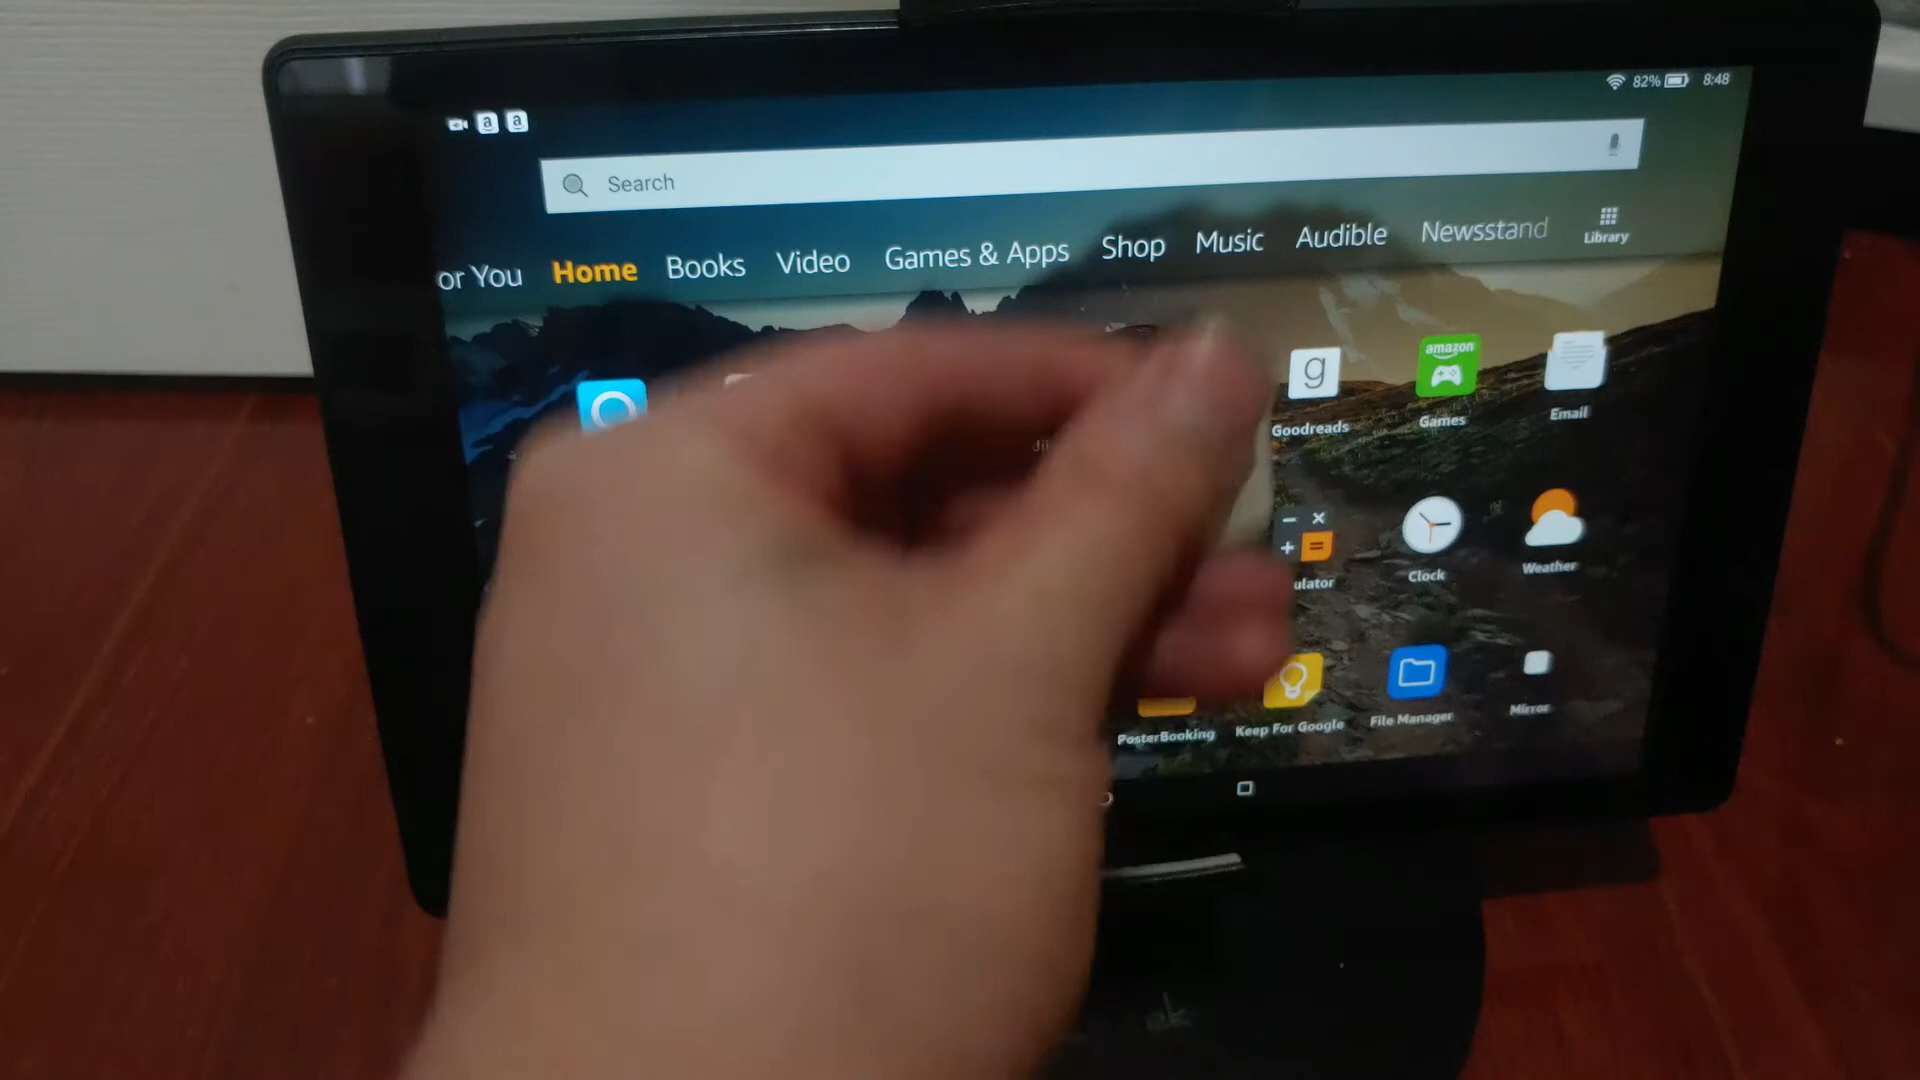 82% 8:48
a a
Search
or You Home Books Video Games & Apps Shop Music Audible Newsstand
Library
g
amazon
Goodreads
Games
Email
ulator
Clock
Weather
PosterBooking
Keep For Google
File Manager
Mirror